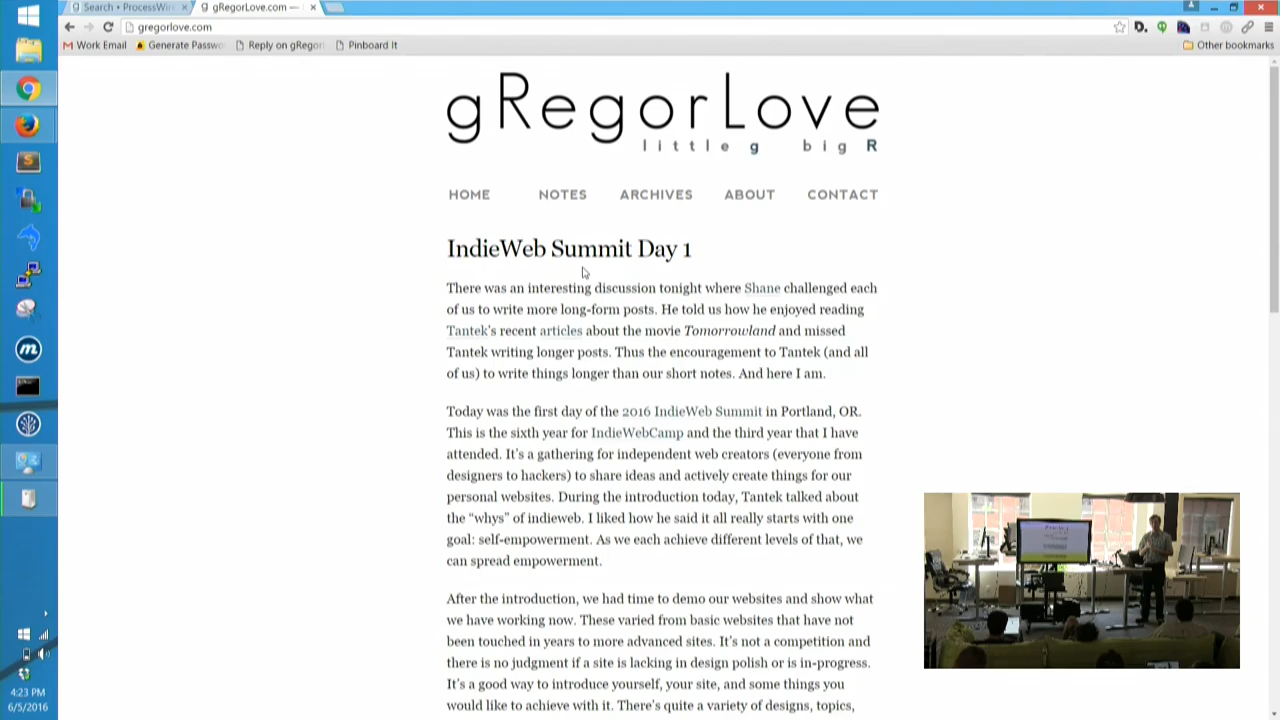 Search • ProcessWir
gRegorLove.com —
gregorlove.com
Work Email
Generate Passwo
Reply on gRegor
Pinboard It
Other bookmarks
gRegorLove
little g big R
HOME NOTES ARCHIVES ABOUT CONTACT
IndieWeb Summit Day 1
There was an interesting discussion tonight where Shane challenged each
of us to write more long-form posts. He told us how he enjoyed reading
Tantek's recent articles about the movie Tomorrowland and missed
Tantek writing longer posts. Thus the encouragement to Tantek (and all
of us) to write things longer than our short notes. And here I am.
Today was the first day of the 2016 IndieWeb Summit in Portland, OR.
This is the sixth year for IndieWebCamp and the third year that I have
attended. It's a gathering for independent web creators (everyone from
designers to hackers) to share ideas and actively create things for our
personal websites. During the introduction today, Tantek talked about
the “whys” of indieweb. I liked how he said it all really starts with one
goal: self-empowerment. As we each achieve different levels of that, we
can spread empowerment.
After the introduction, we had time to demo our websites and show what
we have working now. These varied from basic websites that have not
been touched in years to more advanced sites. It's not a competition and
there is no judgment if a site is lacking in design polish or is in-progress.
It's a good way to introduce yourself, your site, and some things you
would like to achieve with it. There's quite a variety of designs, topics,
4:23 PM
6/5/2016